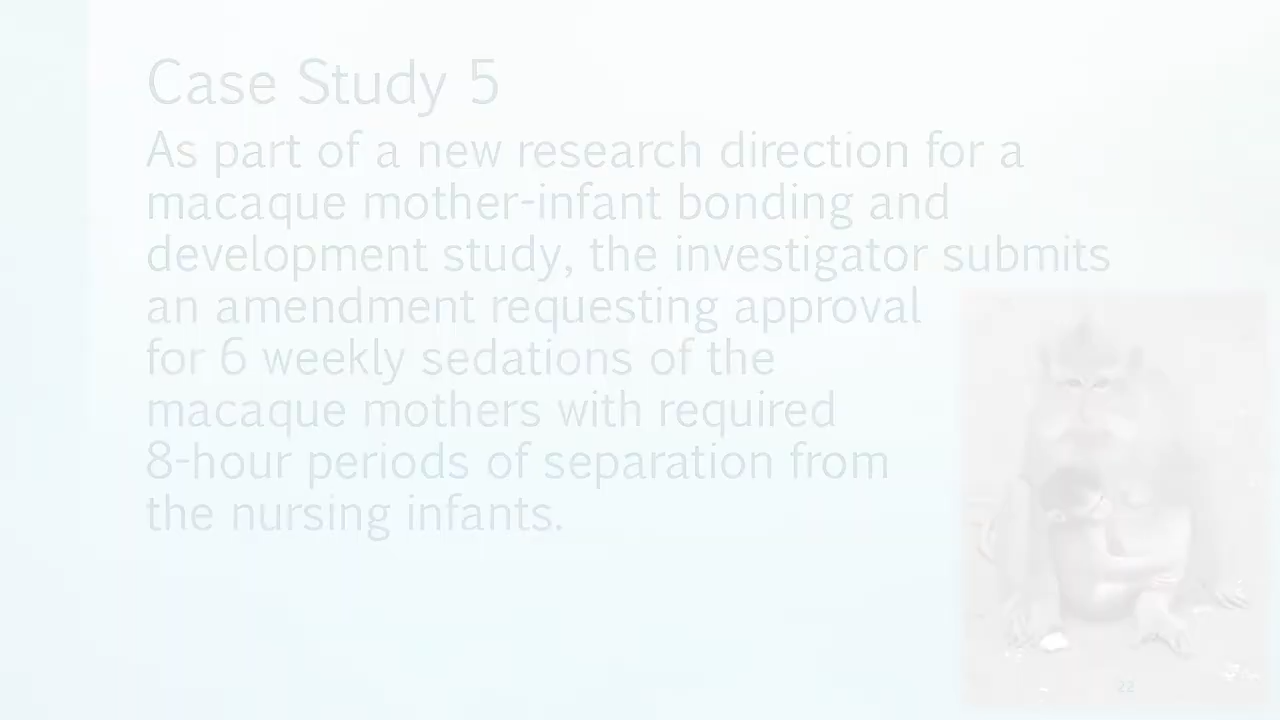 Case Study 5
As part of a new research direction for a
macaque mother-infant bonding and
development study, the investigator submits
an amendment requesting approval
for 6 weekly sedations of the
macaque mothers with required
8-hour periods of separation from
the nursing infants.
22